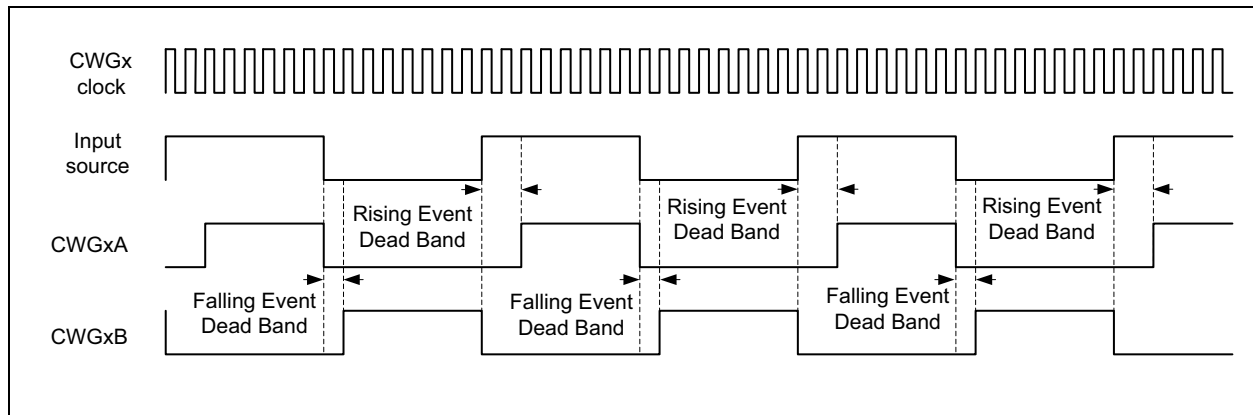 CWGx
clock
Input
source
Rising Event
Dead Band
Rising Event
Dead Band
Rising Event
Dead Band
CWGxA
Falling Event
Dead Band
Falling Event
Dead Band
Falling Event
Dead Band
CWGxB